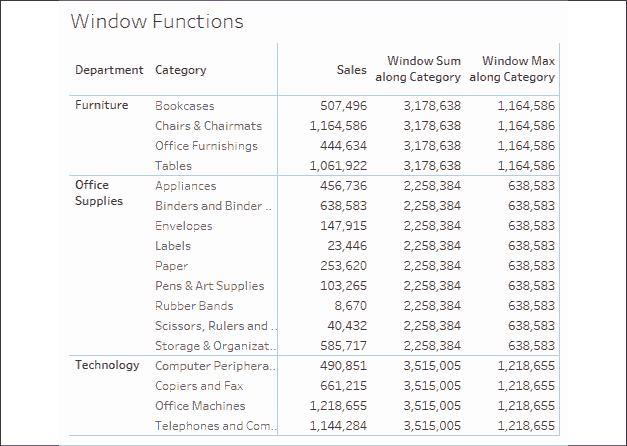 Window Functions
Window Sum Window Max
Department Category Sales along Category along Category
Furniture Bookcases 507,496 3,178,638 1,164,586
Chairs & Chairmats 1,164,586 3,178,638 1,164,586
Office Furnishings 444,634 3,178,638 1,164,586
Tables 1,061,922 3,178,638 1,164,586
Office Appliances 456,736 2,258,384 638,583
Supplies Binders and Binder .. 638,583 2,258,384 638,583
Envelopes 147,915 2,258,384 638,583
Labels 23,446 2,258,384 638,583
Paper 253,620 2,258,384 638,583
Pens & Art Supplies 103,265 2,258,384 638,583
Rubber Bands 8,670 2,258,384 638,583
Scissors, Rulers and .. 40,432 2,258,384 638,583
Storage & Organizat.. 585,717 2,258,384 638,583
Technology Computer Periphera.. 490,851 3,515,005 1,218,655
Copiers and Fax 661,215 3,515,005 1,218,655
Office Machines 1,218,655 3,515,005 1,218,655
Telephones and Com.. 1,144,284 3,515,005 1,218,655